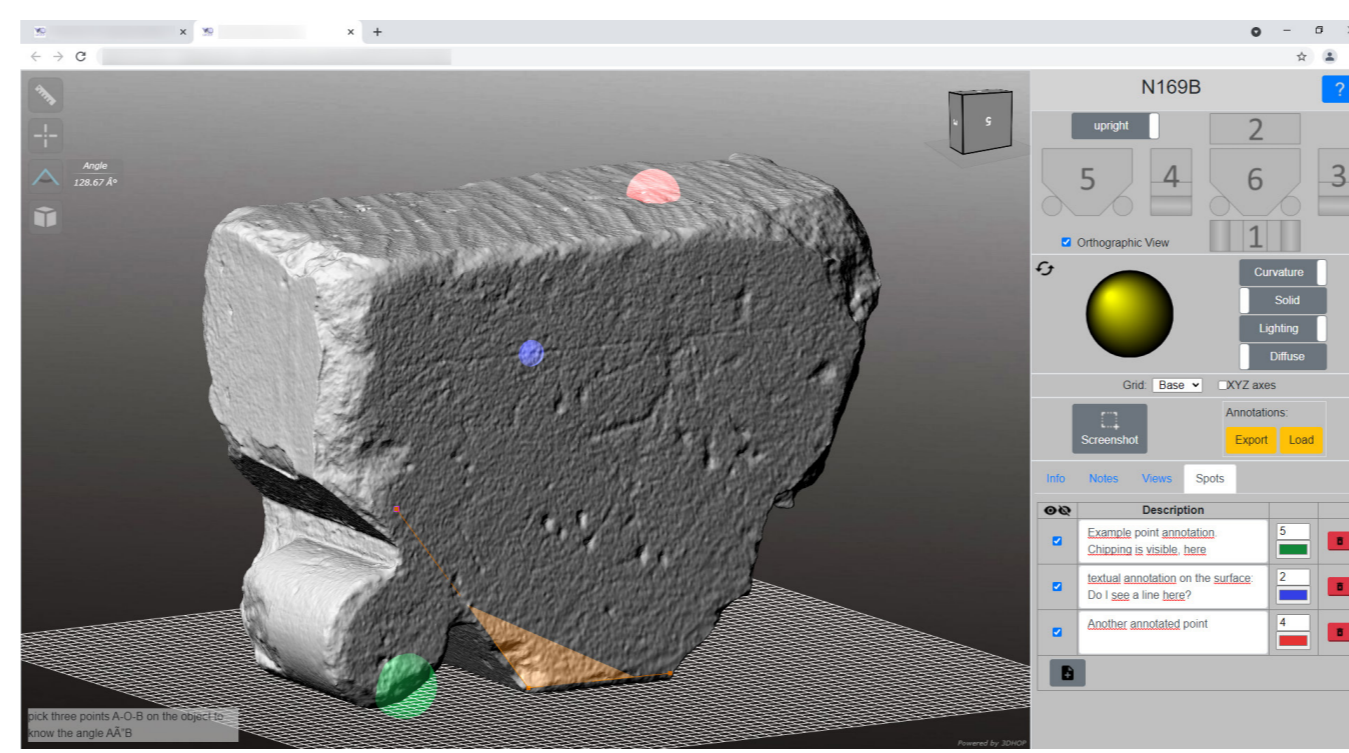 N169B
?
upright
2
5
4
6
3
Orthographic View
1
Angle
128.67 Â°
5
Curvature
Solid
Lighting
Diffuse
Grid: Base
XYZ axes
Screenshot
Annotations:
Export Load
Info Notes Views Spots
Description
Example point annotation.
Chipping is visible, here
5
textual annotation on the surface:
Do I see a line here?
2
Another annotated point
4
pick three points A-O-B on the object to
know the angle AÃ”B
Powered by 3DHOP